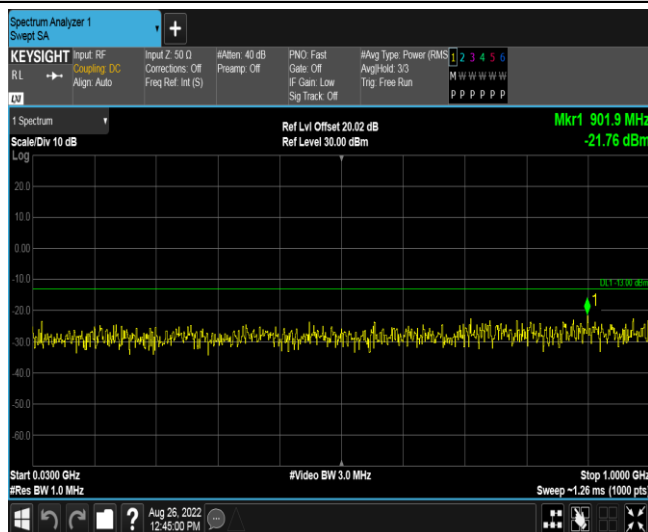 Spectrum Analyzer 1
Swept SA
KEYSIGHT
RL
LXI
Input: RF
Coupling: DC
Align: Auto
Input Z: 50 Ω
Corrections: Off
Freq Ref: Int (S)
#Atten: 40 dB
Preamp: Off
PNO: Fast
Gate: Off
IF Gain: Low
Sig Track: Off
#Avg Type: Power (RMS
Avg|Hold: 3/3
Trig: Free Run
1 2 3 4 5 6
M W W W W W
P P P P P P
1 Spectrum
Scale/Div 10 dB
Log
Ref Lvl Offset 20.02 dB
Ref Level 30.00 dBm
Mkr1 901.9 MHz
-21.76 dBm
20.0
10.0
0.00
-10.0
DL1 -13.00 dBm
1
-20.0
-30.0
-40.0
-50.0
-60.0
Start 0.0300 GHz
#Res BW 1.0 MHz
#Video BW 3.0 MHz
Stop 1.0000 GHz
Sweep ~1.26 ms (1000 pts)
?
Aug 26, 2022
12:45:00 PM